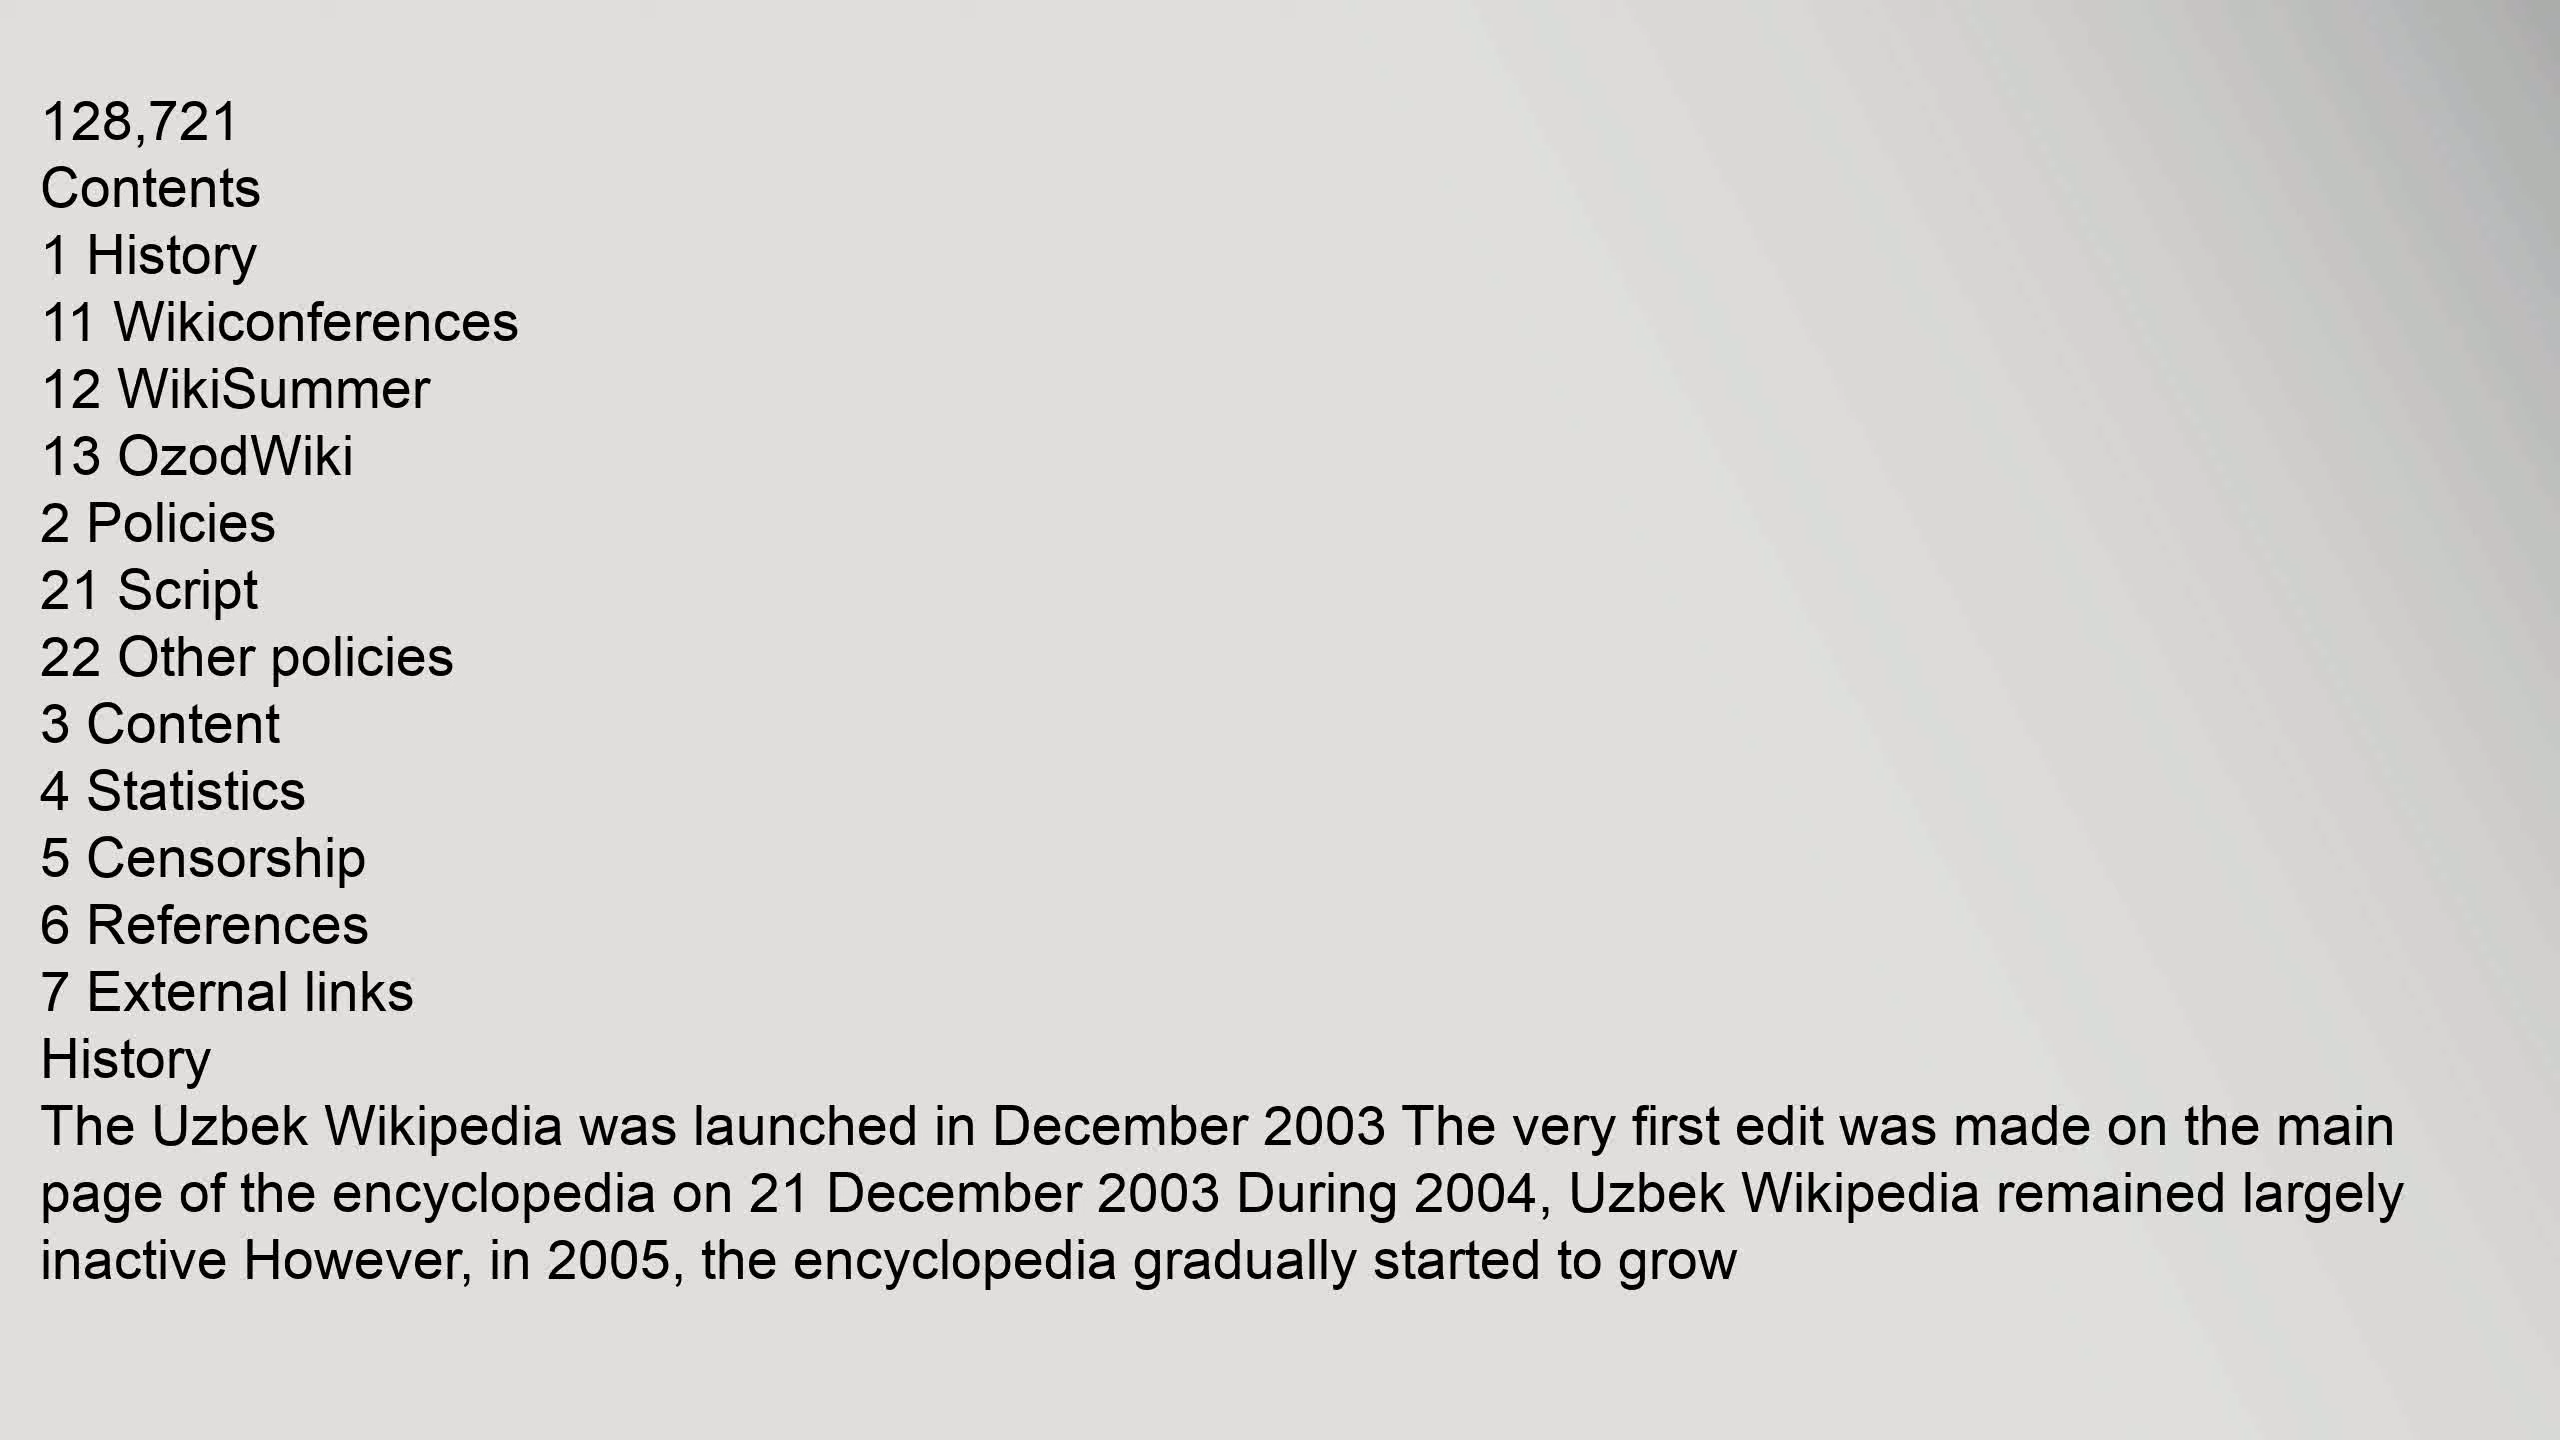 128,721
Contents
1 History
11 Wikiconferences
12 WikiSummer
13 OzodWiki
2 Policies
21 Script
22 Other policies
3 Content
4 Statistics
5 Censorship
6 References
7 External links
History
The Uzbek Wikipedia was launched in December 2003 The very first edit was made on the main
page of the encyclopedia on 21 December 2003 During 2004, Uzbek Wikipedia remained largely
inactive However, in 2005, the encyclopedia gradually started to grow